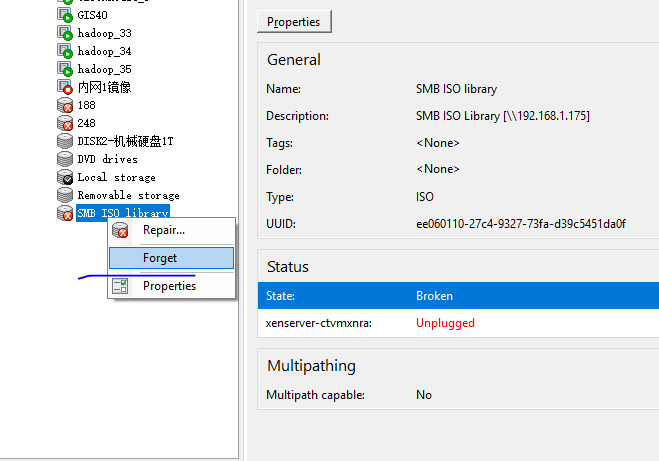 GIS40
hadoop_33
hadoop_34
hadoop_35
内网1镜像
188
248
DISK2-机械硬盘1T
DVD drives
Local storage
Removable storage
SMB ISO library
Repair...
Forget
Properties
Properties
General
Name: SMB ISO library
Description: SMB ISO Library [\\192.168.1.175]
Tags: <None>
Folder: <None>
Type: ISO
UUID: ee060110-27c4-9327-73fa-d39c5451da0f
Status
State: Broken
xenserver-ctvmxnra: Unplugged
Multipathing
Multipath capable: No